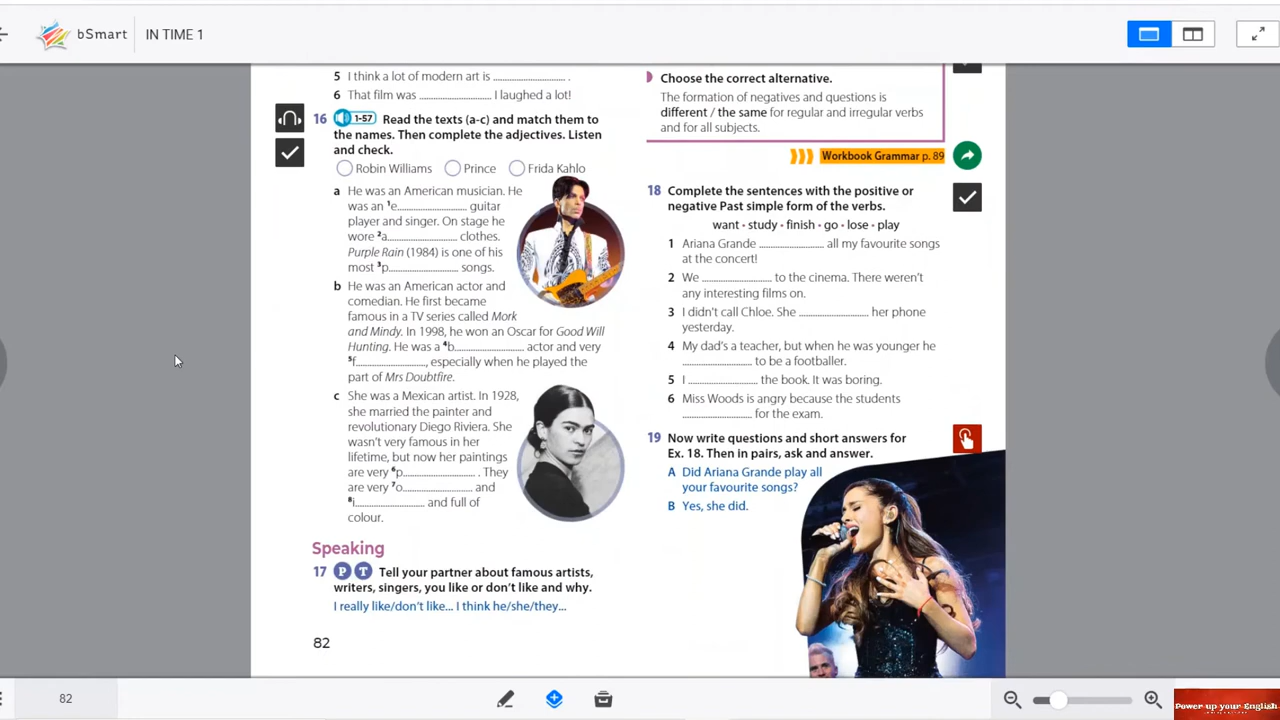 bSmart
IN TIME 1
5 I think a lot of modern art is .
6 That film was I laughed a lot!
16 1-57 Read the texts (a-c) and match them to
the names. Then complete the adjectives. Listen
and check.
Robin Williams Prince Frida Kahlo
a He was an American musician. He
was an 1e guitar
player and singer. On stage he
wore 2a clothes.
Purple Rain (1984) is one of his
most 3p songs.
b He was an American actor and
comedian. He first became
famous in a TV series called Mork
and Mindy. In 1998, he won an Oscar for Good Will
Hunting. He was a 4b actor and very
5f , especially when he played the
part of Mrs Doubtfire.
c She was a Mexican artist. In 1928,
she married the painter and
revolutionary Diego Riviera. She
wasn't very famous in her
lifetime, but now her paintings
are very 6p . They
are very 7o and
8i and full of
colour.
Speaking
17 P T Tell your partner about famous artists,
writers, singers, you like or don't like and why.
I really like/don't like... I think he/she/they...
82
Choose the correct alternative.
The formation of negatives and questions is
different / the same for regular and irregular verbs
and for all subjects.
Workbook Grammar p. 89
18 Complete the sentences with the positive or
negative Past simple form of the verbs.
want • study • finish • go • lose • play
1 Ariana Grande all my favourite songs
at the concert!
2 We to the cinema. There weren't
any interesting films on.
3 I didn't call Chloe. She her phone
yesterday.
4 My dad's a teacher, but when he was younger he
to be a footballer.
5 I the book. It was boring.
6 Miss Woods is angry because the students
for the exam.
19 Now write questions and short answers for
Ex. 18. Then in pairs, ask and answer.
A Did Ariana Grande play all
your favourite songs?
B Yes, she did.
82
Power up your English